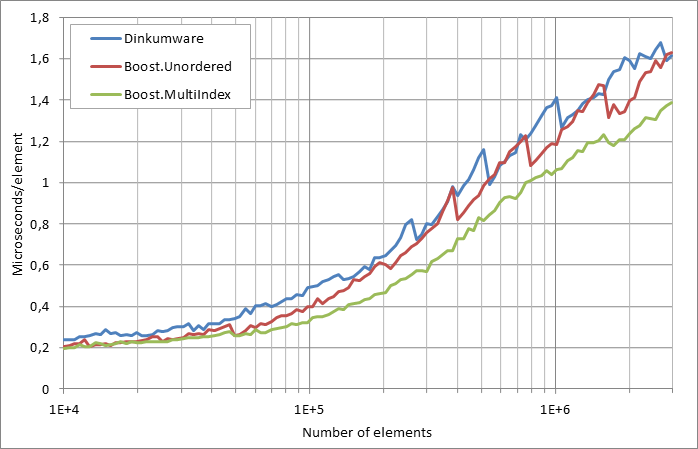 1,8
1,6
1,4
1,2
1
0,8
0,6
0,4
0,2
0
Microseconds/element
Dinkumware
Boost.Unordered
Boost.MultiIndex
1E+4 1E+5 1E+6
Number of elements